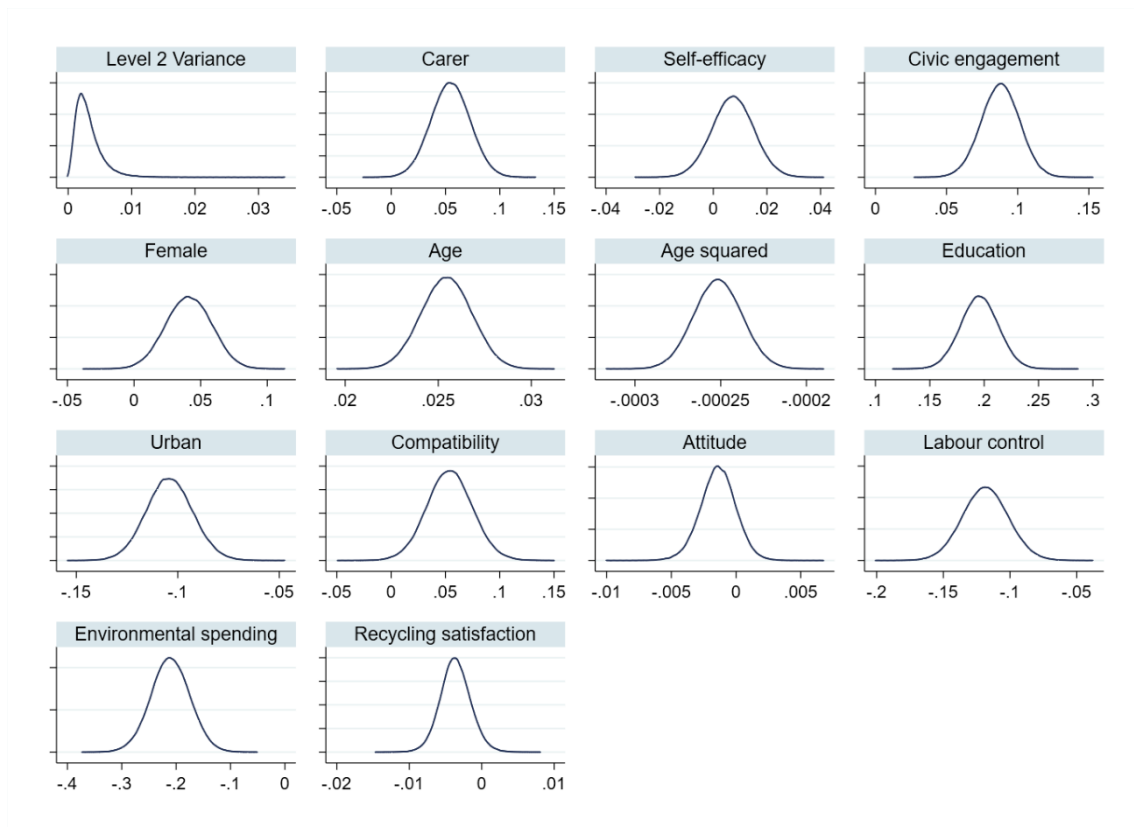 Level 2 Variance Carer Self-efficacy Civic engagement
0 .01 .02 .03 -.05 0 .05 .1 .15 -.04 -.02 0 .02 .04 0 .05 .1 .15
Female Age Age squared Education
-.05 0 .05 .1 .02 .025 .03 -.0003 -.00025 -.0002 .1 .15 .2 .25 .3
Urban Compatibility Attitude Labour control
-.15 -.1 -.05 -.05 0 .05 .1 .15 -.01 -.005 0 .005 -.2 -.15 -.1 -.05
Environmental spending Recycling satisfaction
-.4 -.3 -.2 -.1 0 -.02 -.01 0 .01